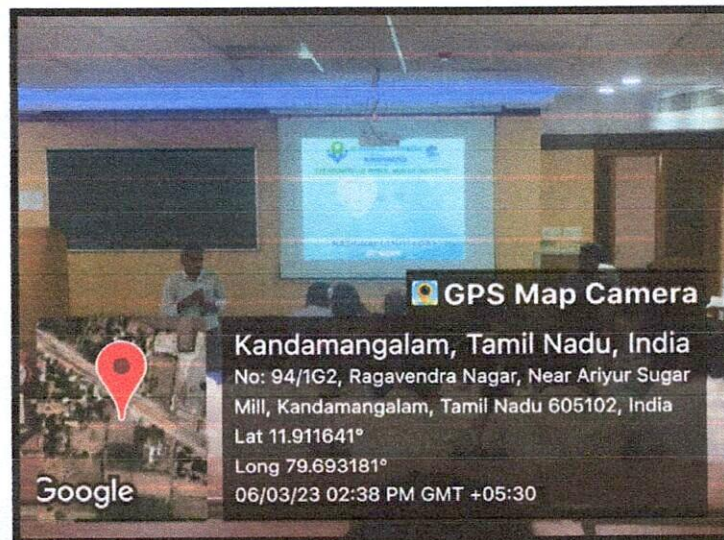 GPS Map Camera
Kandamangalam, Tamil Nadu, India
No: 94/1G2, Ragavendra Nagar, Near Ariyur Sugar
Mill, Kandamangalam, Tamil Nadu 605102, India
Lat 11.911641°
Long 79.693181°
06/03/23 02:38 PM GMT +05:30
Google